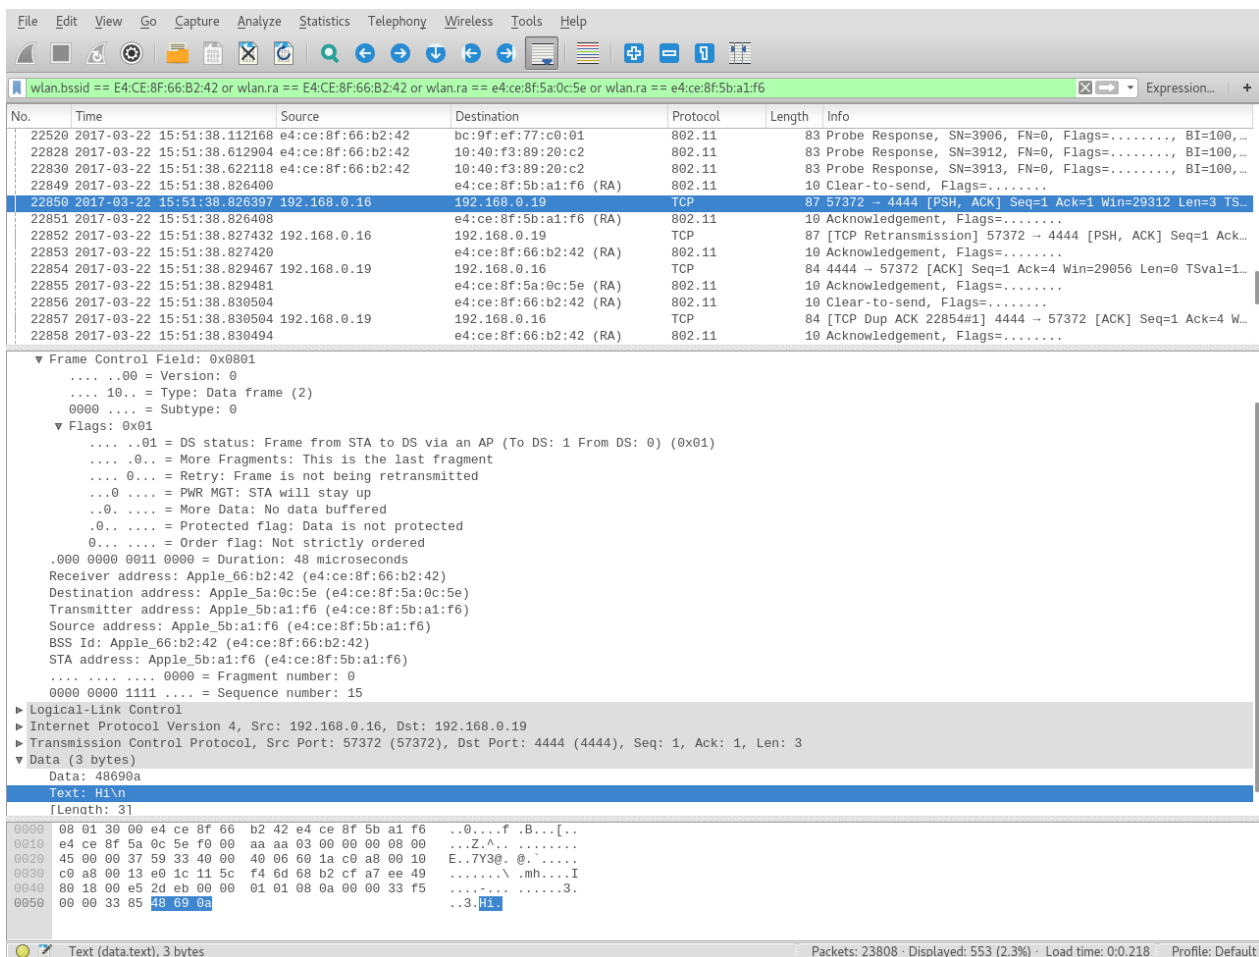 File Edit View Go Capture Analyze Statistics Telephony Wireless Tools Help
wlan.bssid == E4:CE:8F:66:B2:42 or wlan.ra == E4:CE:8F:66:B2:42 or wlan.ra == e4:ce:8f:5a:0c:5e or wlan.ra == e4:ce:8f:5b:a1:f6 Expression... +
No. Time Source Destination Protocol Length Info
22520 2017-03-22 15:51:38.112168 e4:ce:8f:66:b2:42 bc:9f:ef:77:c0:01 802.11 83 Probe Response, SN=3906, FN=0, Flags=........, BI=100,…
22828 2017-03-22 15:51:38.612904 e4:ce:8f:66:b2:42 10:40:f3:89:20:c2 802.11 83 Probe Response, SN=3912, FN=0, Flags=........, BI=100,…
22830 2017-03-22 15:51:38.622118 e4:ce:8f:66:b2:42 10:40:f3:89:20:c2 802.11 83 Probe Response, SN=3913, FN=0, Flags=........, BI=100,…
22849 2017-03-22 15:51:38.826400 e4:ce:8f:5b:a1:f6 (RA) 802.11 10 Clear-to-send, Flags=........
22850 2017-03-22 15:51:38.826397 192.168.0.16 192.168.0.19 TCP 87 57372 → 4444 [PSH, ACK] Seq=1 Ack=1 Win=29312 Len=3 TS…
22851 2017-03-22 15:51:38.826408 e4:ce:8f:5b:a1:f6 (RA) 802.11 10 Acknowledgement, Flags=........
22852 2017-03-22 15:51:38.827432 192.168.0.16 192.168.0.19 TCP 87 [TCP Retransmission] 57372 → 4444 [PSH, ACK] Seq=1 Ack…
22853 2017-03-22 15:51:38.827420 e4:ce:8f:66:b2:42 (RA) 802.11 10 Acknowledgement, Flags=........
22854 2017-03-22 15:51:38.829467 192.168.0.19 192.168.0.16 TCP 84 4444 → 57372 [ACK] Seq=1 Ack=4 Win=29056 Len=0 TSval=1…
22855 2017-03-22 15:51:38.829481 e4:ce:8f:5a:0c:5e (RA) 802.11 10 Acknowledgement, Flags=........
22856 2017-03-22 15:51:38.830504 e4:ce:8f:66:b2:42 (RA) 802.11 10 Clear-to-send, Flags=........
22857 2017-03-22 15:51:38.830504 192.168.0.19 192.168.0.16 TCP 84 [TCP Dup ACK 22854#1] 4444 → 57372 [ACK] Seq=1 Ack=4 W…
22858 2017-03-22 15:51:38.830494 e4:ce:8f:66:b2:42 (RA) 802.11 10 Acknowledgement, Flags=........
▼ Frame Control Field: 0x0801
.... ..00 = Version: 0
.... 10.. = Type: Data frame (2)
0000 .... = Subtype: 0
▼ Flags: 0x01
.... ..01 = DS status: Frame from STA to DS via an AP (To DS: 1 From DS: 0) (0x01)
.... .0.. = More Fragments: This is the last fragment
.... 0... = Retry: Frame is not being retransmitted
...0 .... = PWR MGT: STA will stay up
..0. .... = More Data: No data buffered
.0.. .... = Protected flag: Data is not protected
0... .... = Order flag: Not strictly ordered
.000 0000 0011 0000 = Duration: 48 microseconds
Receiver address: Apple_66:b2:42 (e4:ce:8f:66:b2:42)
Destination address: Apple_5a:0c:5e (e4:ce:8f:5a:0c:5e)
Transmitter address: Apple_5b:a1:f6 (e4:ce:8f:5b:a1:f6)
Source address: Apple_5b:a1:f6 (e4:ce:8f:5b:a1:f6)
BSS Id: Apple_66:b2:42 (e4:ce:8f:66:b2:42)
STA address: Apple_5b:a1:f6 (e4:ce:8f:5b:a1:f6)
.... .... .... 0000 = Fragment number: 0
0000 0000 1111 .... = Sequence number: 15
▶ Logical-Link Control
▶ Internet Protocol Version 4, Src: 192.168.0.16, Dst: 192.168.0.19
▶ Transmission Control Protocol, Src Port: 57372 (57372), Dst Port: 4444 (4444), Seq: 1, Ack: 1, Len: 3
▼ Data (3 bytes)
Data: 48690a
Text: Hi\n
[Length: 3]
0000 08 01 30 00 e4 ce 8f 66 b2 42 e4 ce 8f 5b a1 f6 ..0....f .B...[..
0010 e4 ce 8f 5a 0c 5e f0 00 aa aa 03 00 00 00 08 00 ...Z.^.. ........
0020 45 00 00 37 59 33 40 00 40 06 60 1a c0 a8 00 10 E..7Y3@. @.`.....
0030 c0 a8 00 13 e0 1c 11 5c f4 6d 68 b2 cf a7 ee 49 .......\ .mh....I
0040 80 18 00 e5 2d eb 00 00 01 01 08 0a 00 00 33 f5 ....-... ......3.
0050 00 00 33 85 48 69 0a ..3.Hi.
Text (data.text), 3 bytes Packets: 23808 · Displayed: 553 (2.3%) · Load time: 0:0.218 Profile: Default